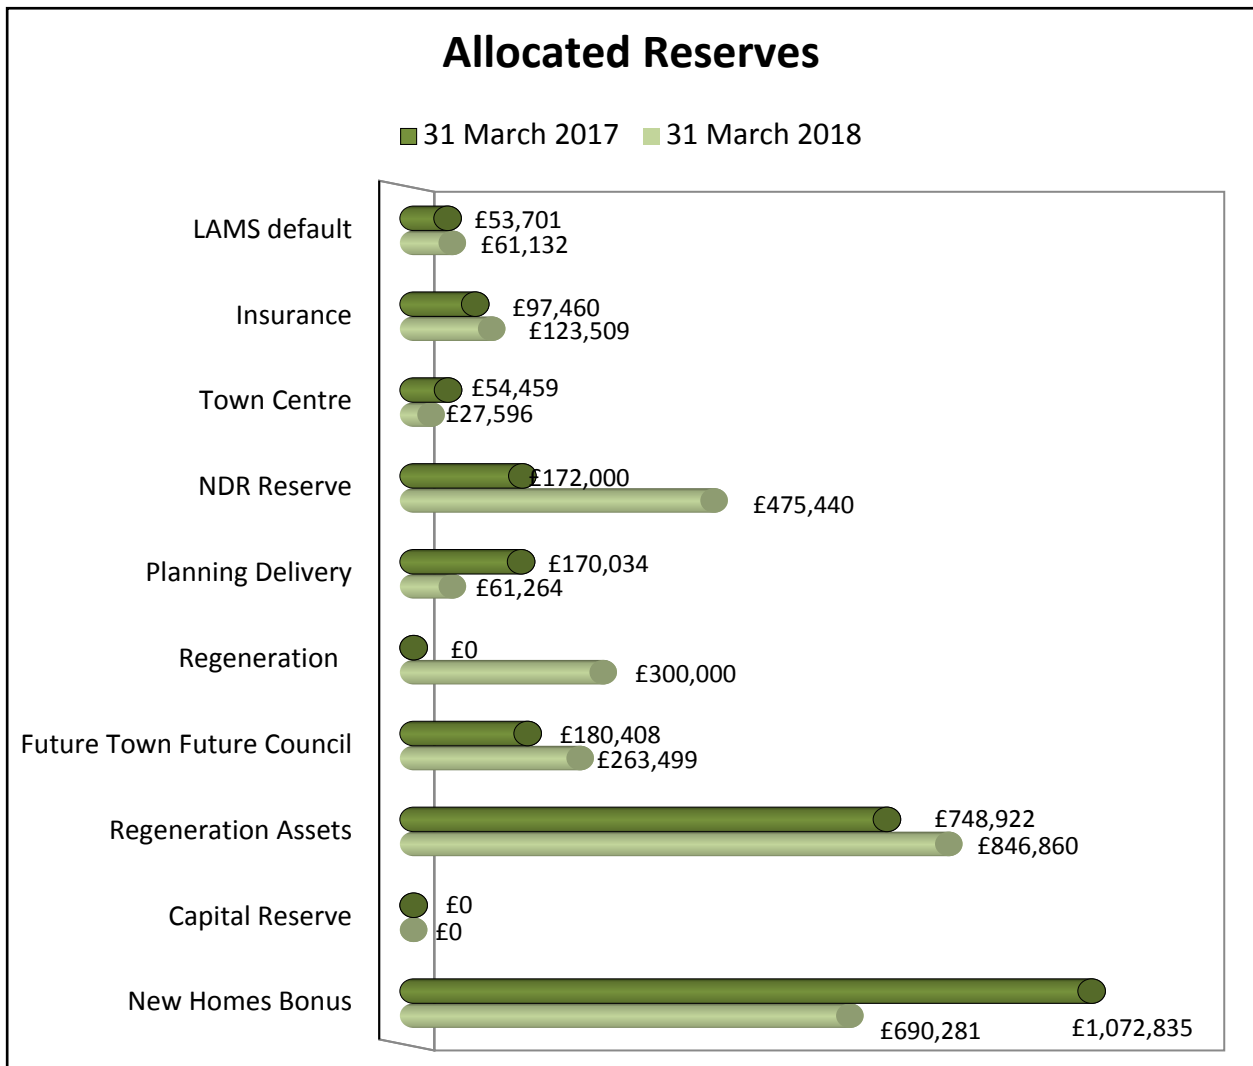 Allocated Reserves
31 March 2017 31 March 2018
LAMS default
£53,701
£61,132
Insurance
£97,460
£123,509
Town Centre
£54,459
£27,596
NDR Reserve
£172,000
£475,440
Planning Delivery
£170,034
£61,264
Regeneration
£0
£300,000
Future Town Future Council
£180,408
£263,499
Regeneration Assets
£748,922
£846,860
Capital Reserve
£0
£0
New Homes Bonus
£1,072,835
£690,281